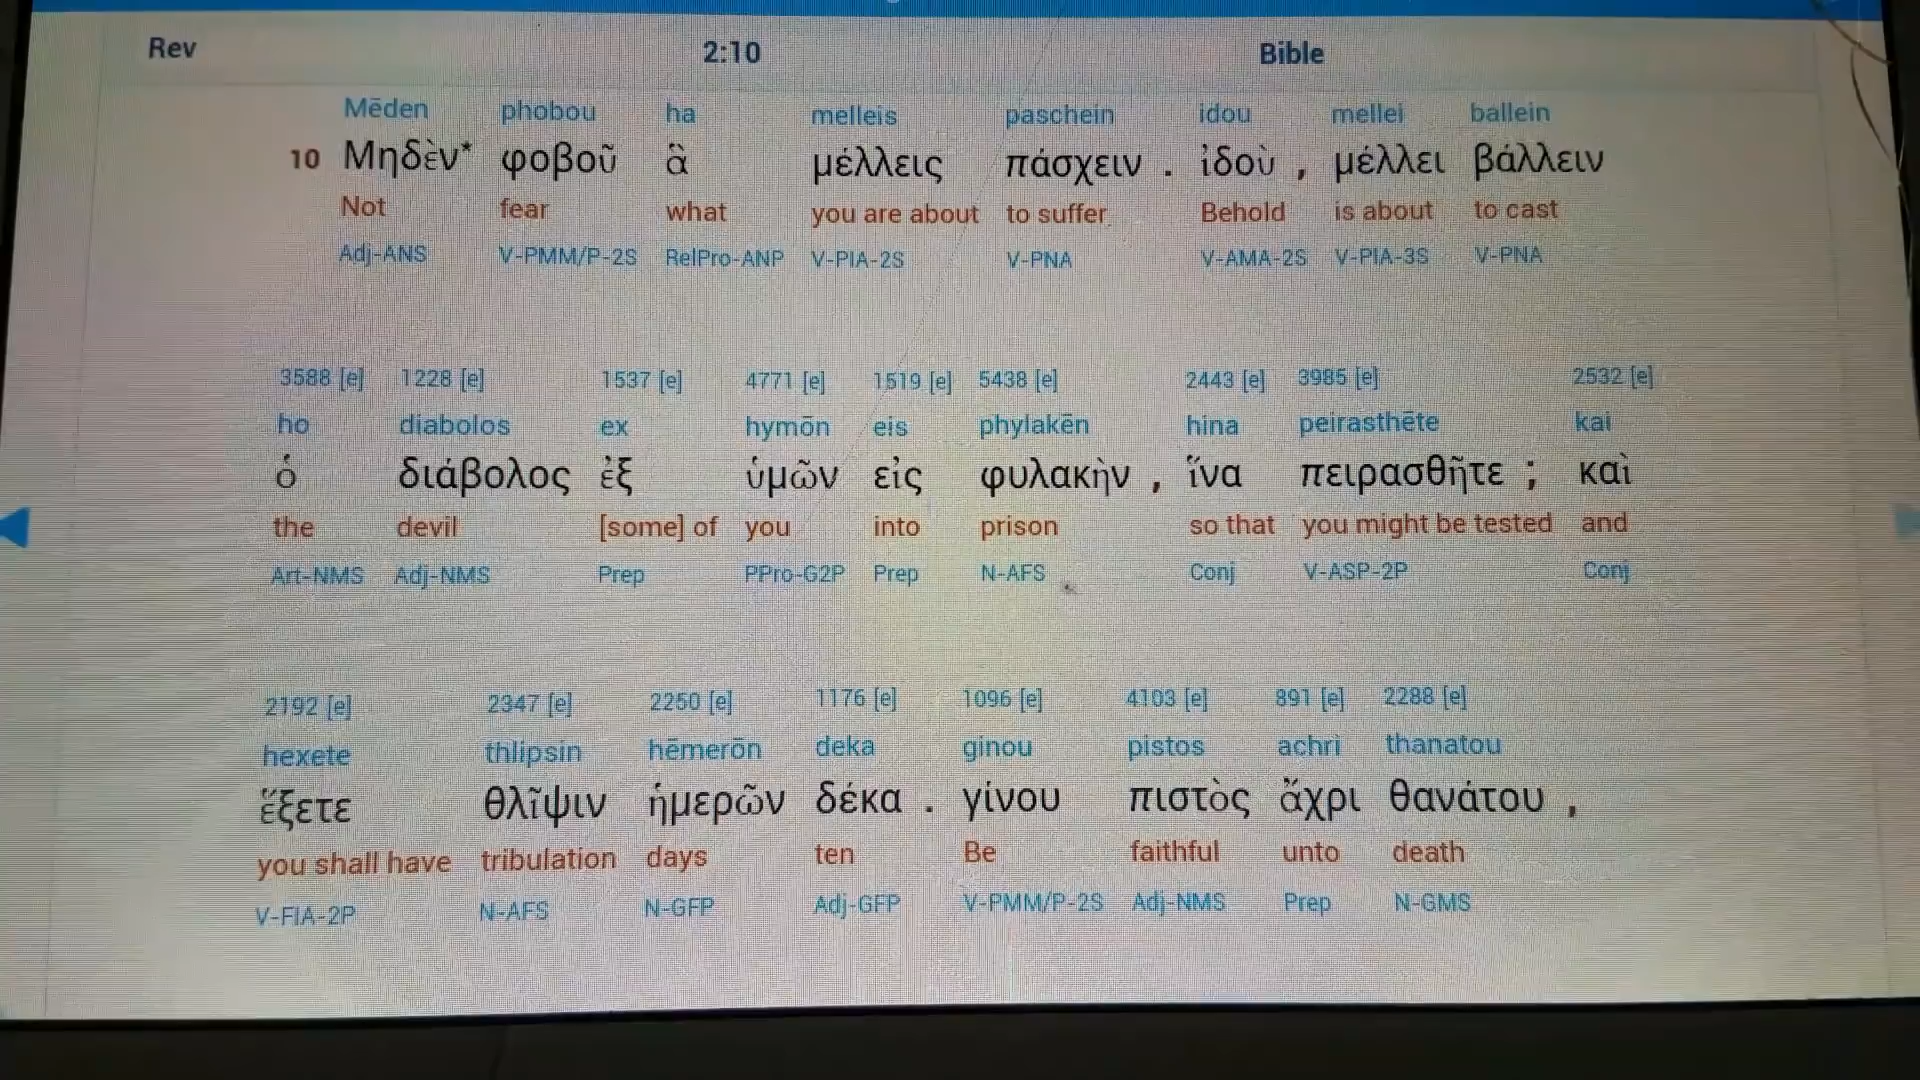 Rev 2:10 Bible
Mēden phobou ha melleis paschein idou mellei ballein
10 Μηδὲν* φοβοῦ ἃ μέλλεις πάσχειν . ἰδοὺ , μέλλει βάλλειν
Not fear what you are about to suffer Behold is about to cast
Adj-ANS V-PMM/P-2S RelPro-ANP V-PIA-2S V-PNA V-AMA-2S V-PIA-3S V-PNA
3588 [e] 1228 [e] 1537 [e] 4771 [e] 1519 [e] 5438 [e] 2443 [e] 3985 [e] 2532 [e]
ho diabolos ex hymōn eis phylakēn hina peirasthēte kai
ὁ διάβολος ἐξ ὑμῶν εἰς φυλακὴν , ἵνα πειρασθῆτε ; καὶ
the devil [some] of you into prison so that you might be tested and
Art-NMS Adj-NMS Prep PPro-G2P Prep N-AFS Conj V-ASP-2P Conj
2192 [e] 2347 [e] 2250 [e] 1176 [e] 1096 [e] 4103 [e] 891 [e] 2288 [e]
hexete thlipsin hēmerōn deka ginou pistos achri thanatou
ἕξετε θλῖψιν ἡμερῶν δέκα . γίνου πιστὸς ἄχρι θανάτου ,
you shall have tribulation days ten Be faithful unto death
V-FIA-2P N-AFS N-GFP Adj-GFP V-PMM/P-2S Adj-NMS Prep N-GMS